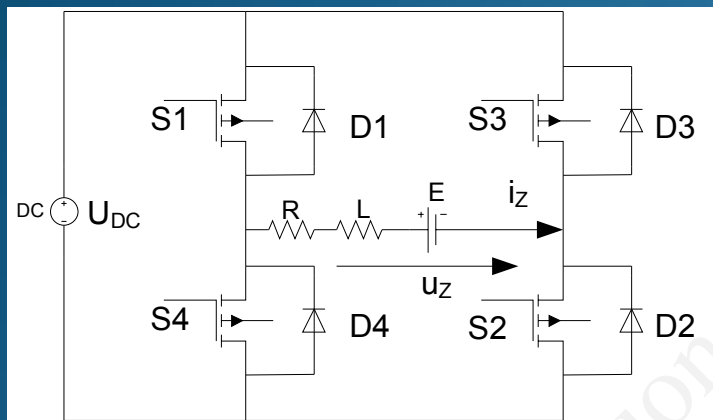 S1
D1
S3
D3
DC
+
−
U_DC
R
L
E
+
−
i_Z
u_Z
S4
D4
S2
D2